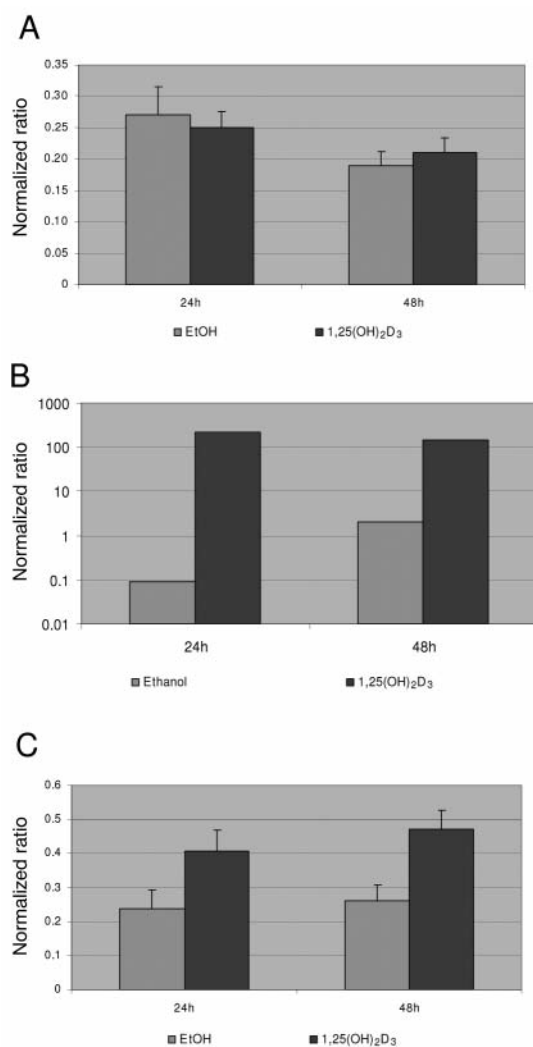 A
Normalized ratio
0.35
0.30
0.25
0.20
0.15
0.10
0.05
0
24h 48h
EtOH 1,25(OH)₂D₃
B
Normalized ratio
1000
100
10
1
0.1
0.01
24h 48h
Ethanol 1,25(OH)₂D₃
C
Normalized ratio
0.6
0.5
0.4
0.3
0.2
0.1
0
24h 48h
EtOH 1,25(OH)₂D₃